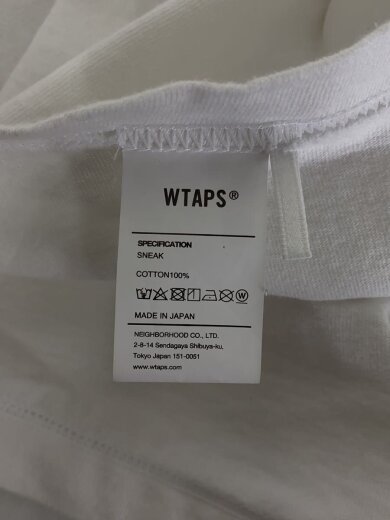 WTAPS®
SPECIFICATION
SNEAK
COTTON100%
W
MADE IN JAPAN
NEIGHBORHOOD CO., LTD.
2-8-14 Sendagaya Shibuya-ku.
Tokyo Japan 151-0051
www.wtaps.com